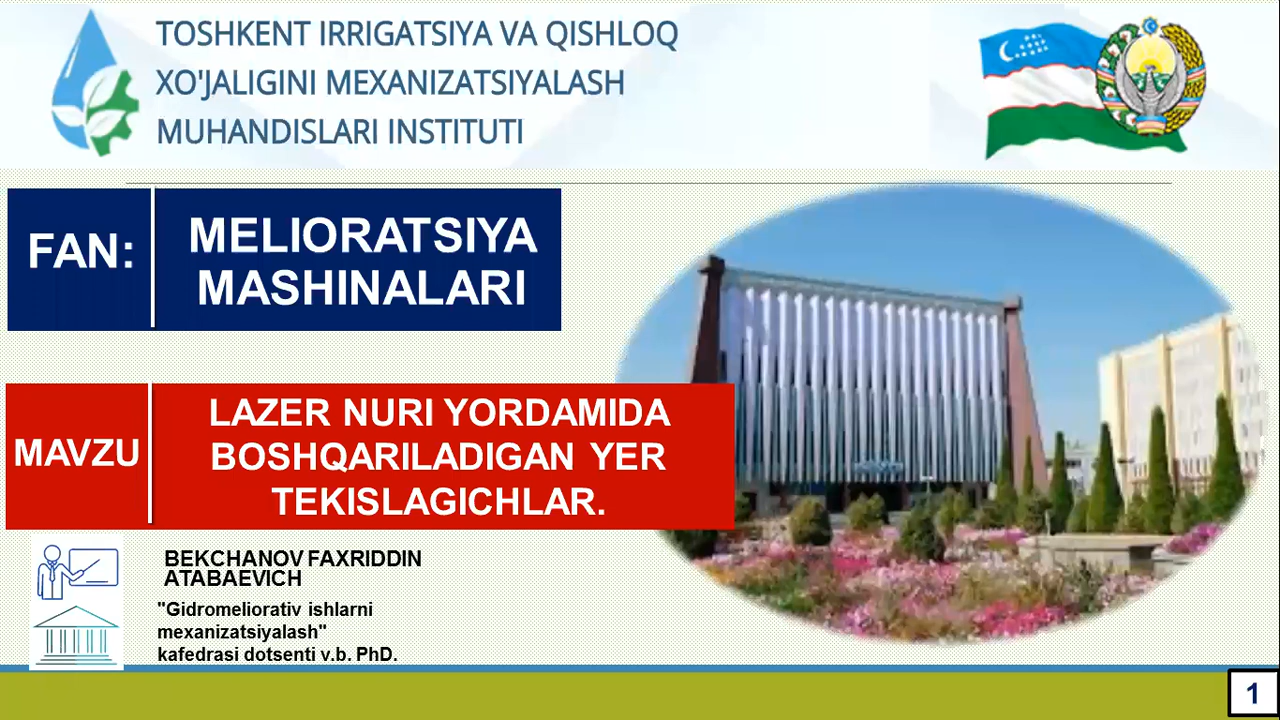 TOSHKENT IRRIGATSIYA VA QISHLOQ
XO'JALIGINI MEXANIZATSIYALASH
MUHANDISLARI INSTITUTI
FAN:
MELIORATSIYA
MASHINALARI
MAVZU
LAZER NURI YORDAMIDA
BOSHQARILADIGAN YER
TEKISLAGICHLAR.
BEKCHANOV FAXRIDDIN
ATABAEVICH
"Gidromeliorativ ishlarni
mexanizatsiyalash"
kafedrasi dotsenti v.b. PhD.
1